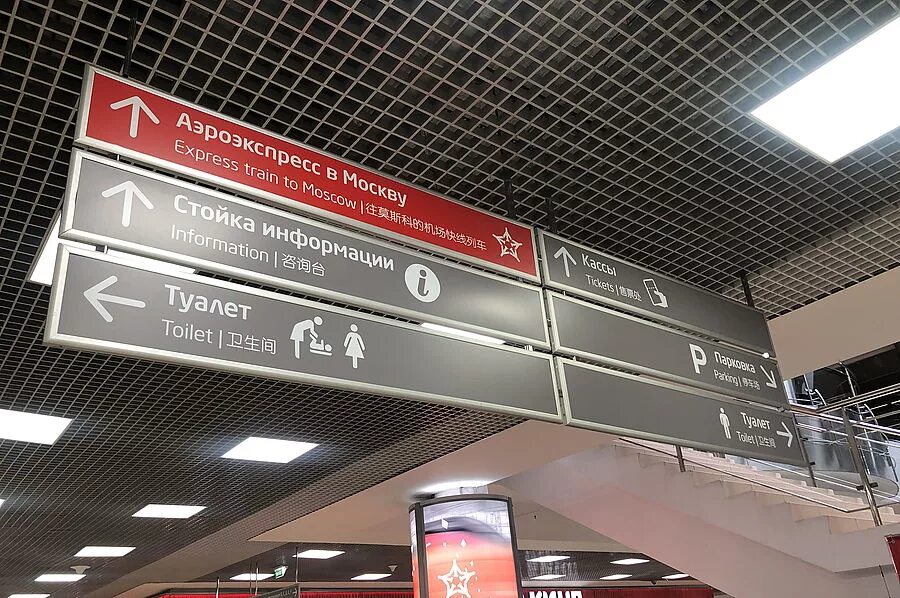 Аэроэкспресс в Москву
Express train to Moscow | 往莫斯科的机场快线列车
Стойка информации
Information | 咨询台
i
Туалет
Toilet | 卫生间
Кассы
Tickets | 售票处
P Парковка
Parking | 停车场
Туалет
Toilet | 卫生间